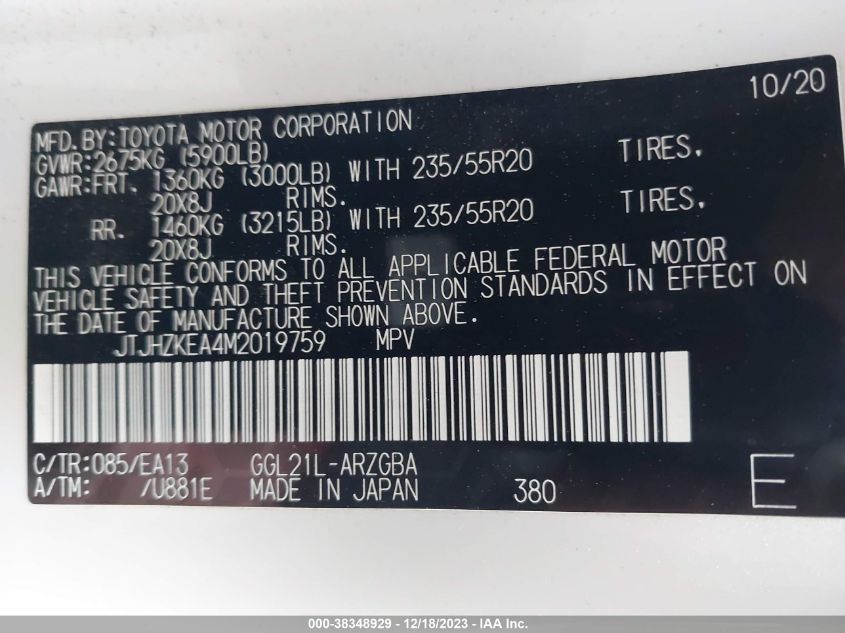 10/20
MFD.BY:TOYOTA MOTOR CORPORATION
GVWR:2675KG (5900LB)
GAWR:FRT. 1360KG (3000LB) WITH 235/55R20 TIRES.
20X8J RIMS.
RR. 1460KG (3215LB) WITH 235/55R20 TIRES.
20X8J RIMS.
THIS VEHICLE CONFORMS TO ALL APPLICABLE FEDERAL MOTOR
VEHICLE SAFETY AND THEFT PREVENTION STANDARDS IN EFFECT ON
THE DATE OF MANUFACTURE SHOWN ABOVE.
JTJHZKEA4M2019759 MPV
C/TR:085/EA13 GGL21L-ARZGBA
A/TM: /U881E MADE IN JAPAN 380 E
000-38348929 - 12/18/2023 - IAA Inc.